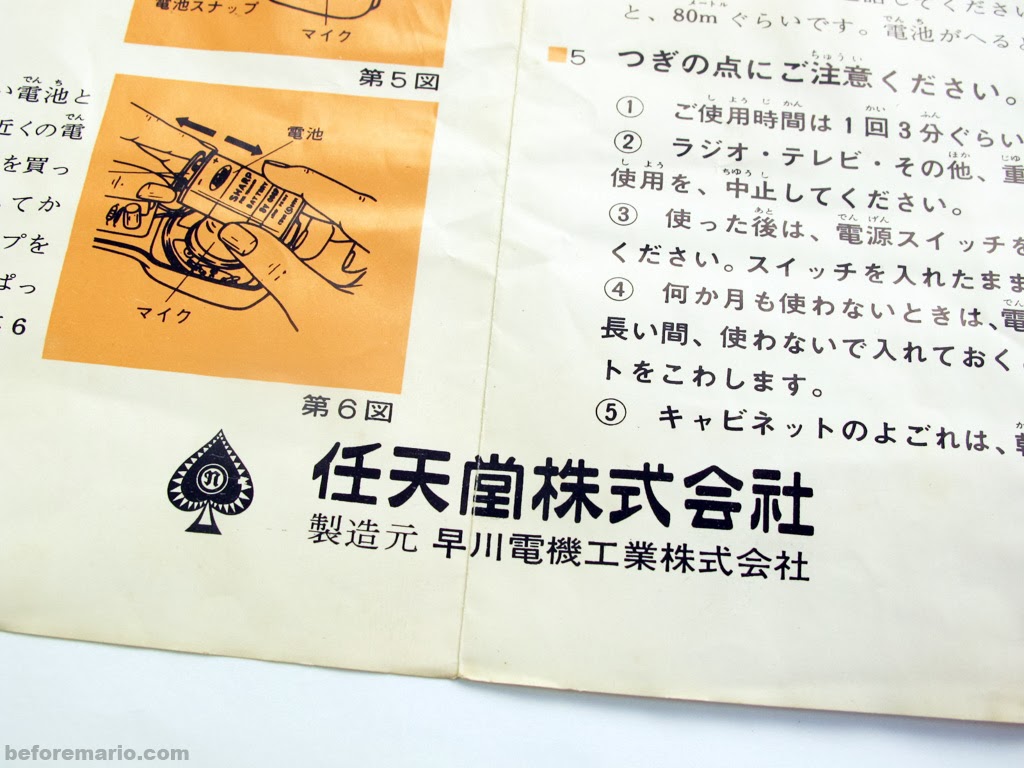 電池スナップ
マイク
第5図
い電池と
近くの電
を買っ
てか
プを
ぱっ
6
電池
SHARP
BATTERY
9V
マイク
第6図
と、80mぐらいです。電池がへると
5 つぎの点にご注意ください。
① ご使用時間は1回3分ぐらい
② ラジオ・テレビ・その他、重
使用を、中止してください。
③ 使った後は、電源スイッチを
ください。スイッチを入れたまま
④ 何か月も使わないときは、電
長い間、使わないで入れておく
トをこわします。
⑤ キャビネットのよごれは、乾
n
任天堂株式会社
製造元 早川電機工業株式会社
beforemario.com